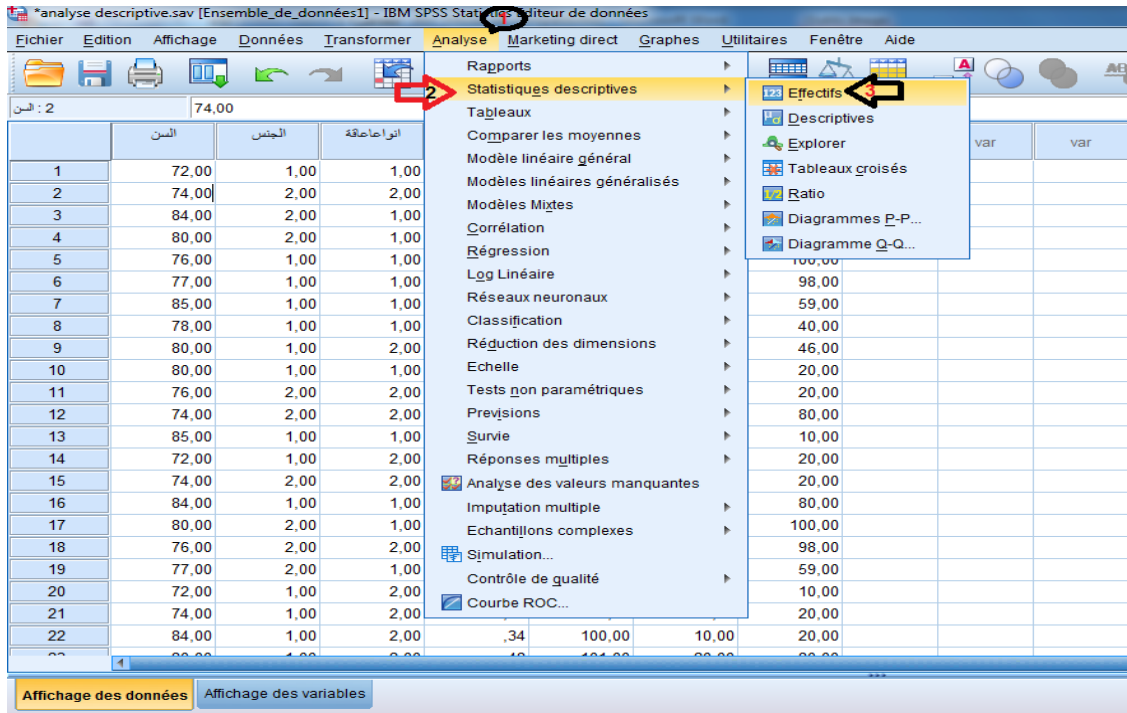 *analyse descriptive.sav [Ensemble_de_données1] - IBM SPSS Statistics Editeur de données
1
Fichier Edition Affichage Données Transformer Analyse Marketing direct Graphes Utilitaires Fenêtre Aide
2 : السن 74,00
السن الجنس انواعاعاقة var var
1 72,00 1,00 1,00
2 74,00 2,00 2,00
3 84,00 2,00 1,00
4 80,00 2,00 1,00
5 76,00 1,00 1,00 100,00
6 77,00 1,00 1,00 98,00
7 85,00 1,00 1,00 59,00
8 78,00 1,00 1,00 40,00
9 80,00 1,00 2,00 46,00
10 80,00 1,00 1,00 20,00
11 76,00 2,00 2,00 20,00
12 74,00 2,00 2,00 80,00
13 85,00 1,00 1,00 10,00
14 72,00 1,00 2,00 20,00
15 74,00 2,00 2,00 20,00
16 84,00 1,00 1,00 80,00
17 80,00 2,00 1,00 100,00
18 76,00 2,00 2,00 98,00
19 77,00 2,00 1,00 59,00
20 72,00 1,00 2,00 10,00
21 74,00 1,00 2,00 20,00
22 84,00 1,00 2,00 ,34 100,00 10,00 20,00
Rapports
2 Statistiques descriptives
Tableaux
Comparer les moyennes
Modèle linéaire général
Modèles linéaires généralisés
Modèles Mixtes
Corrélation
Régression
Log Linéaire
Réseaux neuronaux
Classification
Réduction des dimensions
Echelle
Tests non paramétriques
Prévisions
Survie
Réponses multiples
Analyse des valeurs manquantes
Imputation multiple
Echantillons complexes
Simulation...
Contrôle de qualité
Courbe ROC...
123 Effectifs 3
Descriptives
Explorer
Tableaux croisés
1/2 Ratio
Diagrammes P-P...
Diagramme Q-Q...
Affichage des données Affichage des variables